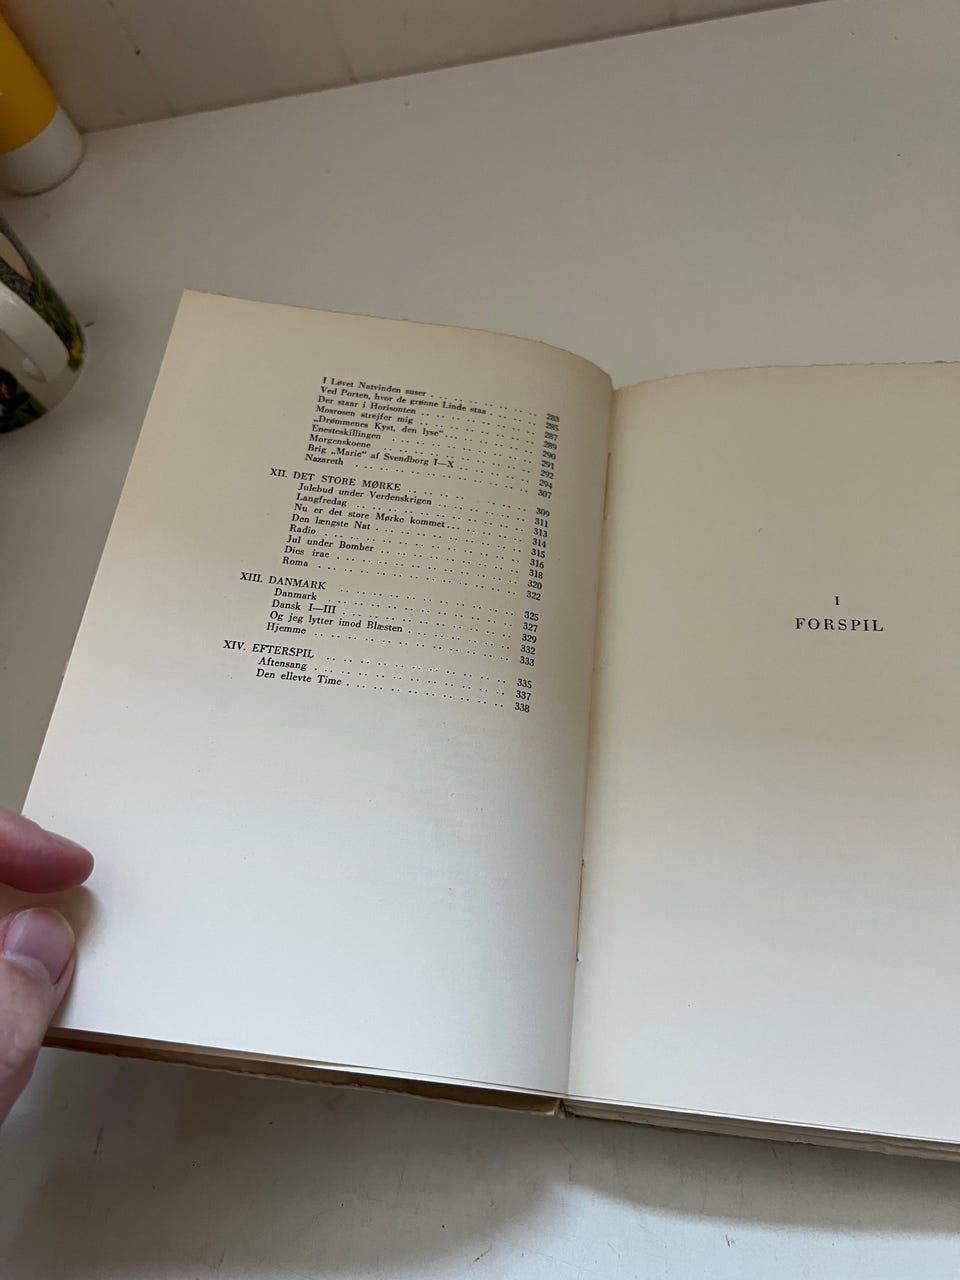 I Løvet Natvinden suser .. .. .. .. .. .. .. 283
Ved Porten, hvor de grønne Linde staa .. .. .. .. 285
Der staar i Horisonten .. .. .. .. .. .. .. 287
Mosrosen strejfer mig .. .. .. .. .. .. .. 289
„Drømmenes Kyst, den lyse“ .. .. .. .. .. .. 290
Enesteskillingen .. .. .. .. .. .. .. .. 291
Morgenskoene .. .. .. .. .. .. .. .. 292
Brig „Marie“ af Svendborg I—X .. .. .. .. .. 294
Nazareth .. .. .. .. .. .. .. .. .. 307
XII. DET STORE MØRKE .. .. .. .. .. .. .. 309
Julebud under Verdenskrigen .. .. .. .. .. .. 311
Langfredag .. .. .. .. .. .. .. .. .. 313
Nu er det store Mørke kommet .. .. .. .. .. 314
Den længste Nat .. .. .. .. .. .. .. .. 315
Radio .. .. .. .. .. .. .. .. .. .. 316
Jul under Bomber .. .. .. .. .. .. .. .. 318
Dies irae .. .. .. .. .. .. .. .. .. 320
Roma .. .. .. .. .. .. .. .. .. .. 322
XIII. DANMARK .. .. .. .. .. .. .. .. .. 325
Danmark .. .. .. .. .. .. .. .. .. 327
Dansk I—III .. .. .. .. .. .. .. .. .. 329
Og jeg lytter imod Blæsten .. .. .. .. .. .. 332
Hjemme .. .. .. .. .. .. .. .. .. .. 333
XIV. EFTERSPIL .. .. .. .. .. .. .. .. .. 335
Aftensang .. .. .. .. .. .. .. .. .. 337
Den ellevte Time .. .. .. .. .. .. .. .. 338
I
FORSPIL